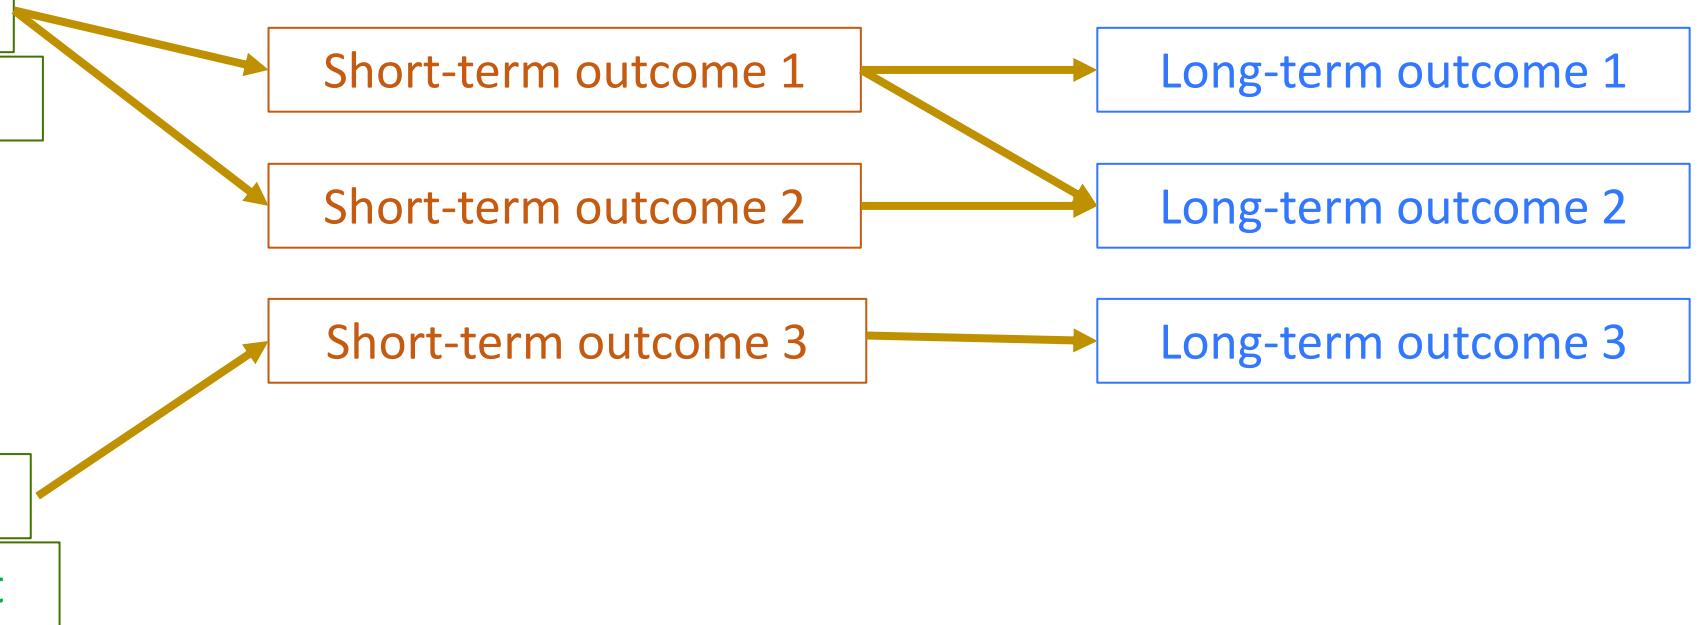 Short-term outcome 1
Long-term outcome 1
Short-term outcome 2
Long-term outcome 2
Short-term outcome 3
Long-term outcome 3